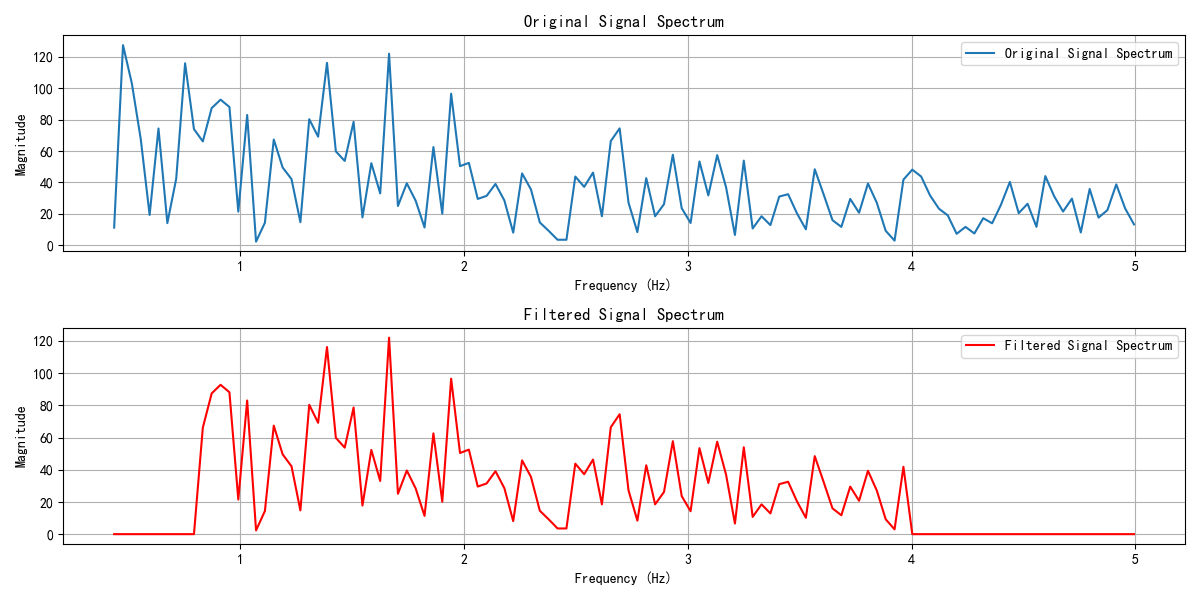 Original Signal Spectrum
Original Signal Spectrum
120
100
80
60
40
20
0
Magnitude
1 2 3 4 5
Frequency (Hz)
Filtered Signal Spectrum
Filtered Signal Spectrum
120
100
80
60
40
20
0
Magnitude
1 2 3 4 5
Frequency (Hz)